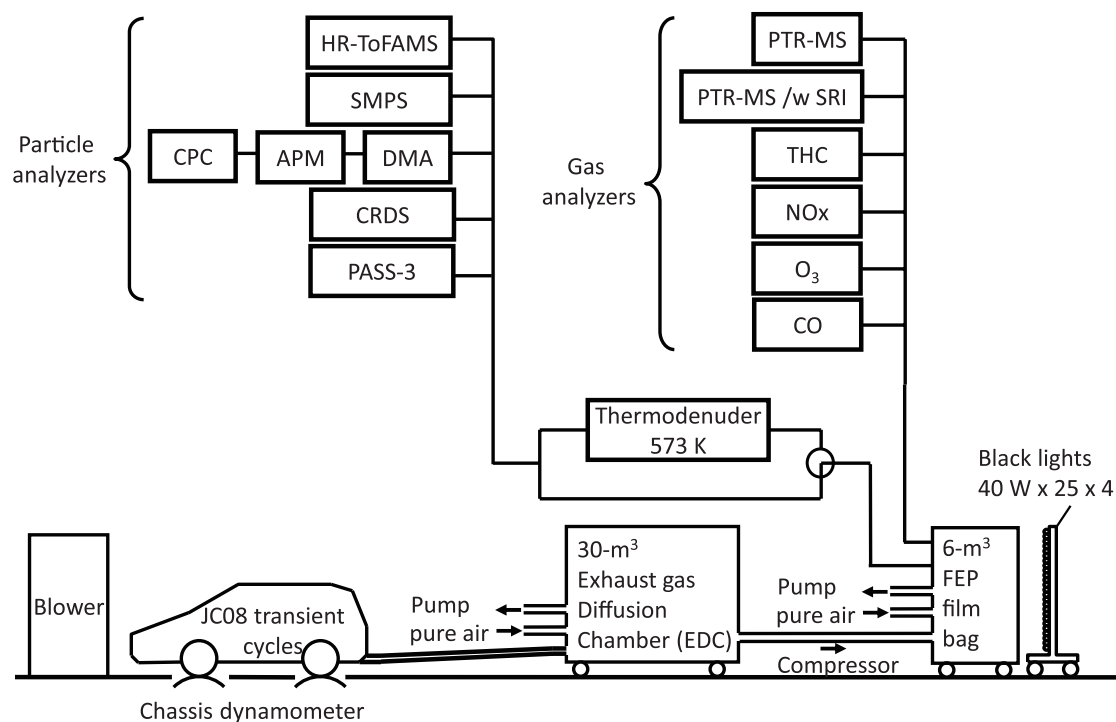 HR-ToFAMS
SMPS
CPC
APM
DMA
CRDS
PASS-3
Particle
analyzers
PTR-MS
PTR-MS /w SRI
THC
NOx
O3
CO
Gas
analyzers
Thermodenuder
573 K
Black lights
40 W x 25 x 4
Blower
JC08 transient
cycles
Pump
pure air
30-m³
Exhaust gas
Diffusion
Chamber (EDC)
Compressor
Pump
pure air
6-m³
FEP
film
bag
Chassis dynamometer